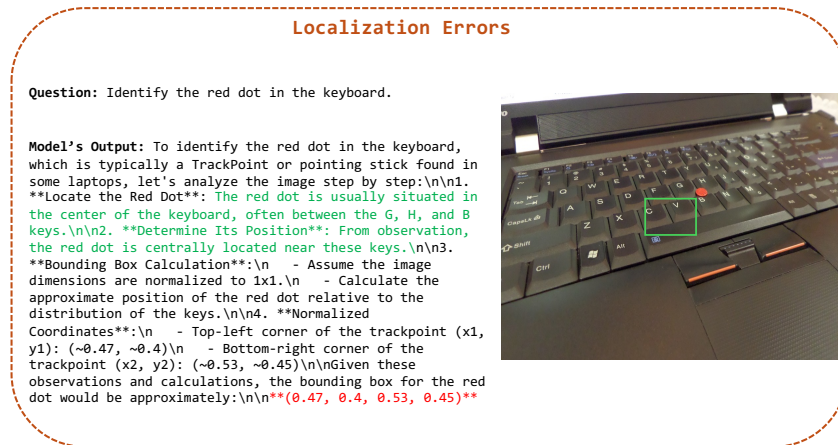 Localization Errors
Question: Identify the red dot in the keyboard.
Model's Output: To identify the red dot in the keyboard,
which is typically a TrackPoint or pointing stick found in
some laptops, let's analyze the image step by step:\n\n1.
**Locate the Red Dot**: The red dot is usually situated in
the center of the keyboard, often between the G, H, and B
keys.\n\n2. **Determine Its Position**: From observation,
the red dot is centrally located near these keys.\n\n3.
**Bounding Box Calculation**:\n   - Assume the image
dimensions are normalized to 1x1.\n   - Calculate the
approximate position of the red dot relative to the
distribution of the keys.\n\n4. **Normalized
Coordinates**:\n   - Top-left corner of the trackpoint (x1,
y1): (~0.47, ~0.4)\n   - Bottom-right corner of the
trackpoint (x2, y2): (~0.53, ~0.45)\n\nGiven these
observations and calculations, the bounding box for the red
dot would be approximately:\n\n**(0.47, 0.4, 0.53, 0.45)**
Q W E R T Y
Tab
A S D F G H
CapsLk
Z X C V B
Shift
Ctrl Alt